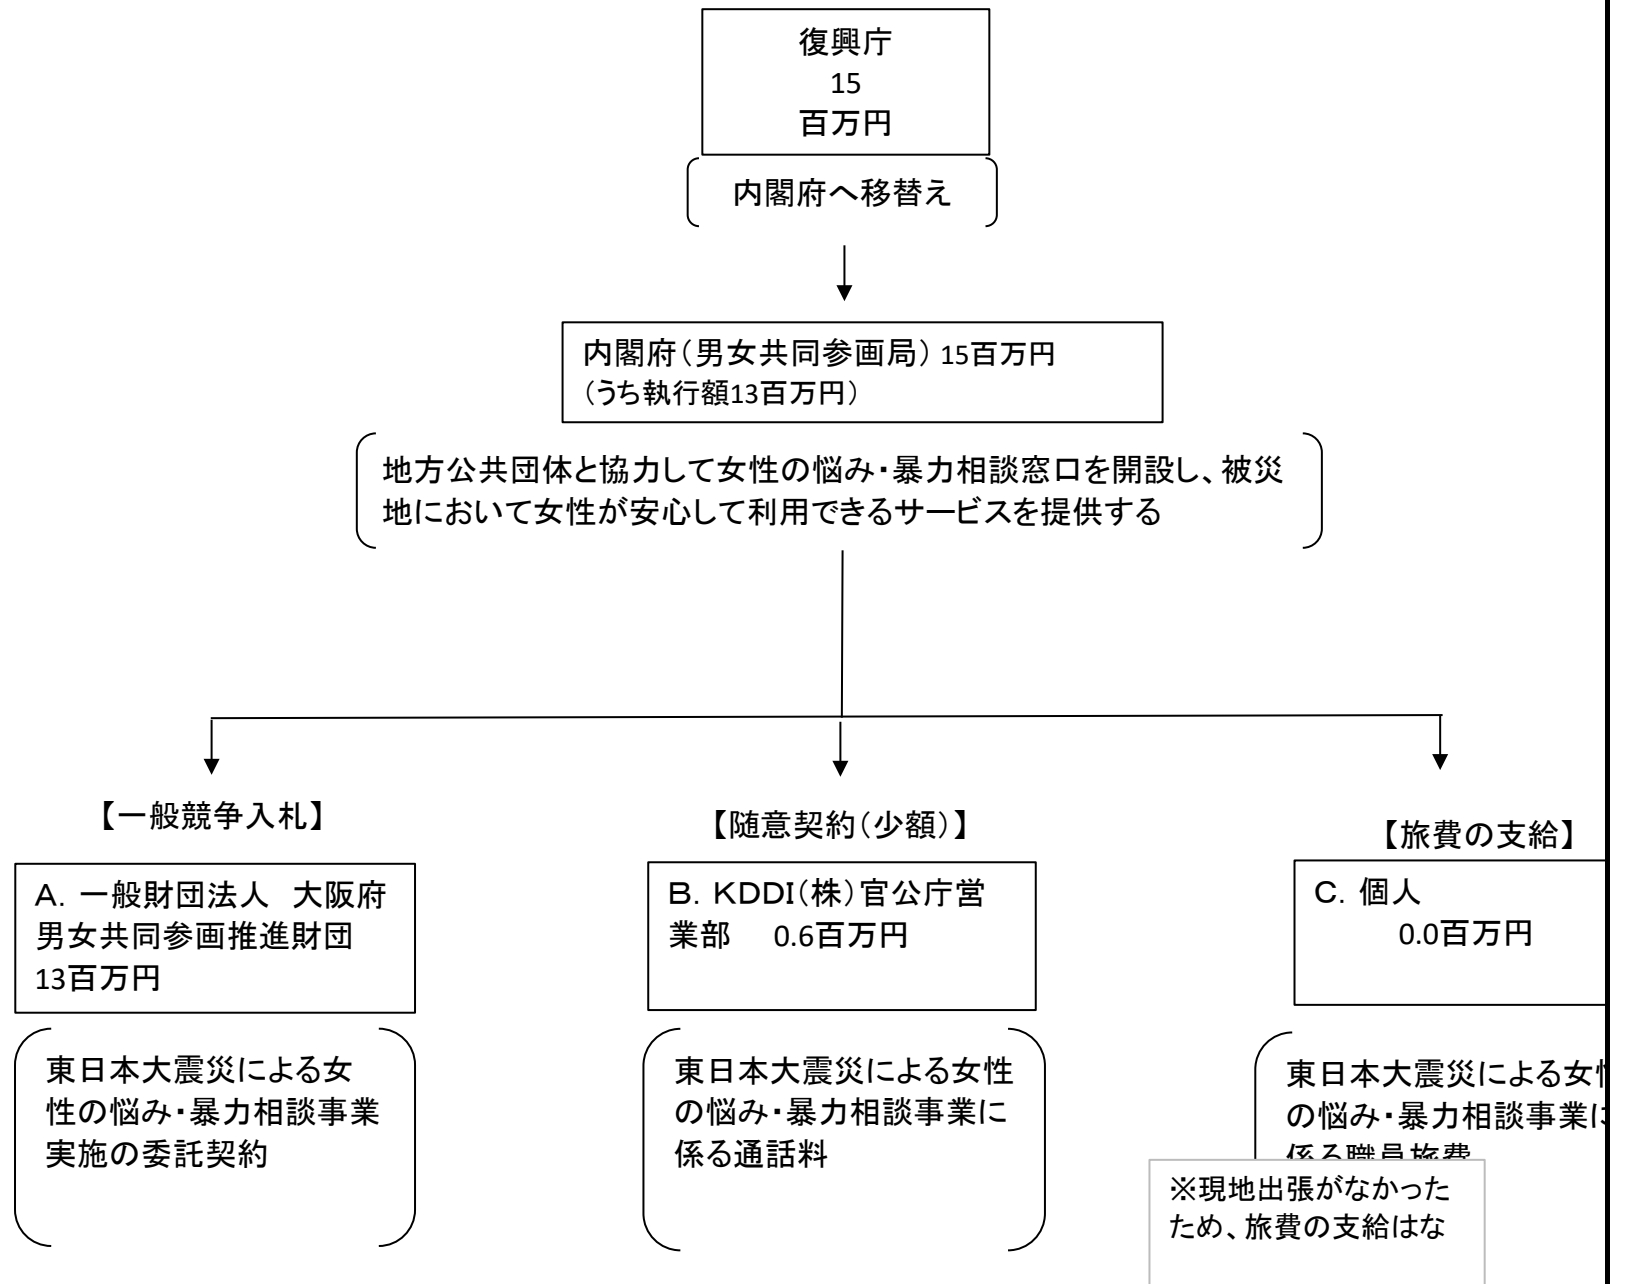 復興庁
15
百万円
内閣府へ移替え
内閣府(男女共同参画局) 15百万円
(うち執行額13百万円)
地方公共団体と協力して女性の悩み・暴力相談窓口を開設し、被災
地において女性が安心して利用できるサービスを提供する
【一般競争入札】
A. 一般財団法人　大阪府
男女共同参画推進財団
13百万円
東日本大震災による女
性の悩み・暴力相談事業
実施の委託契約
【随意契約(少額)】
B. KDDI(株)官公庁営
業部　0.6百万円
東日本大震災による女性
の悩み・暴力相談事業に
係る通話料
【旅費の支給】
C. 個人
0.0百万円
東日本大震災による女
の悩み・暴力相談事業に
係る職員旅費
※現地出張がなかった
ため、旅費の支給はな